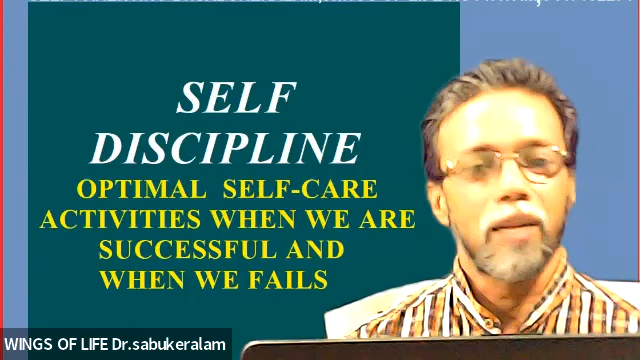 SELF
DISCIPLINE
OPTIMAL SELF-CARE
ACTIVITIES WHEN WE ARE
SUCCESSFUL AND
WHEN WE FAILS
WINGS OF LIFE Dr.sabukeralam